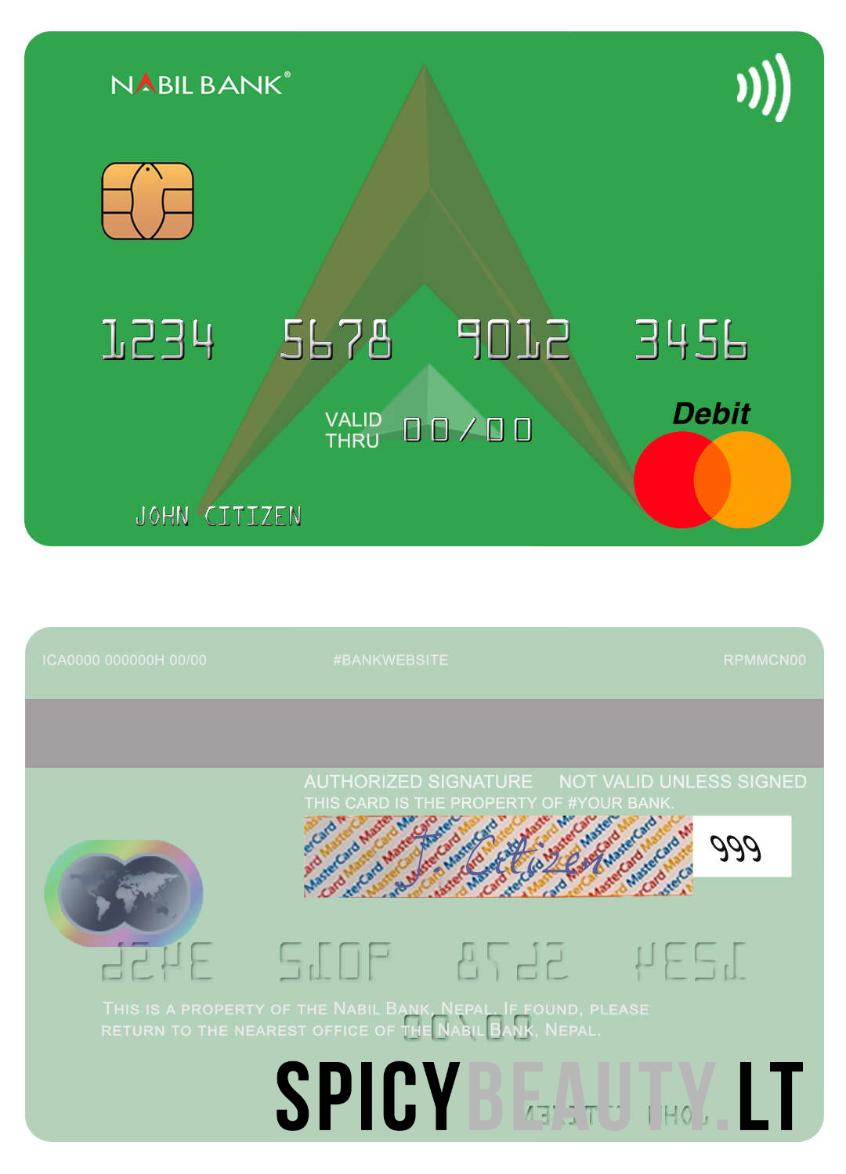 NABIL BANK®
1234 5678 9012 3456
Debit
VALID THRU 00/00
JOHN CITIZEN
ICA0000 000000H 00/00 #BANKWEBSITE RPMMCN00
AUTHORIZED SIGNATURE NOT VALID UNLESS SIGNED
THIS CARD IS THE PROPERTY OF #YOUR BANK.
MasterCard MasterCard MasterCard
J. Citizen
999
THIS IS A PROPERTY OF THE NABIL BANK, NEPAL. IF FOUND, PLEASE
RETURN TO THE NEAREST OFFICE OF THE NABIL BANK, NEPAL.
SPICYBEAUTY.LT